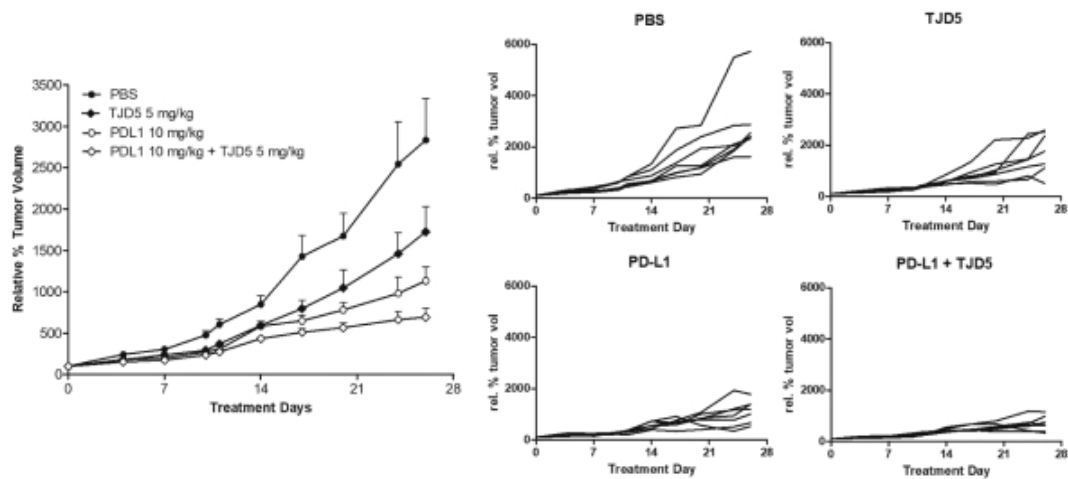 PBS
TJD5 5 mg/kg
PDL1 10 mg/kg
PDL1 10 mg/kg + TJD5 5 mg/kg
Relative % Tumor Volume
3500
3000
2500
2000
1500
1000
500
0
0 7 14 21 28
Treatment Days
PBS
rel. % tumor vol
6000
4000
2000
0
0 7 14 21 28
Treatment Day
TJD5
rel. % tumor vol
6000
4000
2000
0
0 7 14 21 28
Treatment Day
PD-L1
rel. % tumor vol
6000
4000
2000
0
0 7 14 21 28
Treatment Day
PD-L1 + TJD5
rel. % tumor vol
6000
4000
2000
0
0 7 14 21 28
Treatment Day